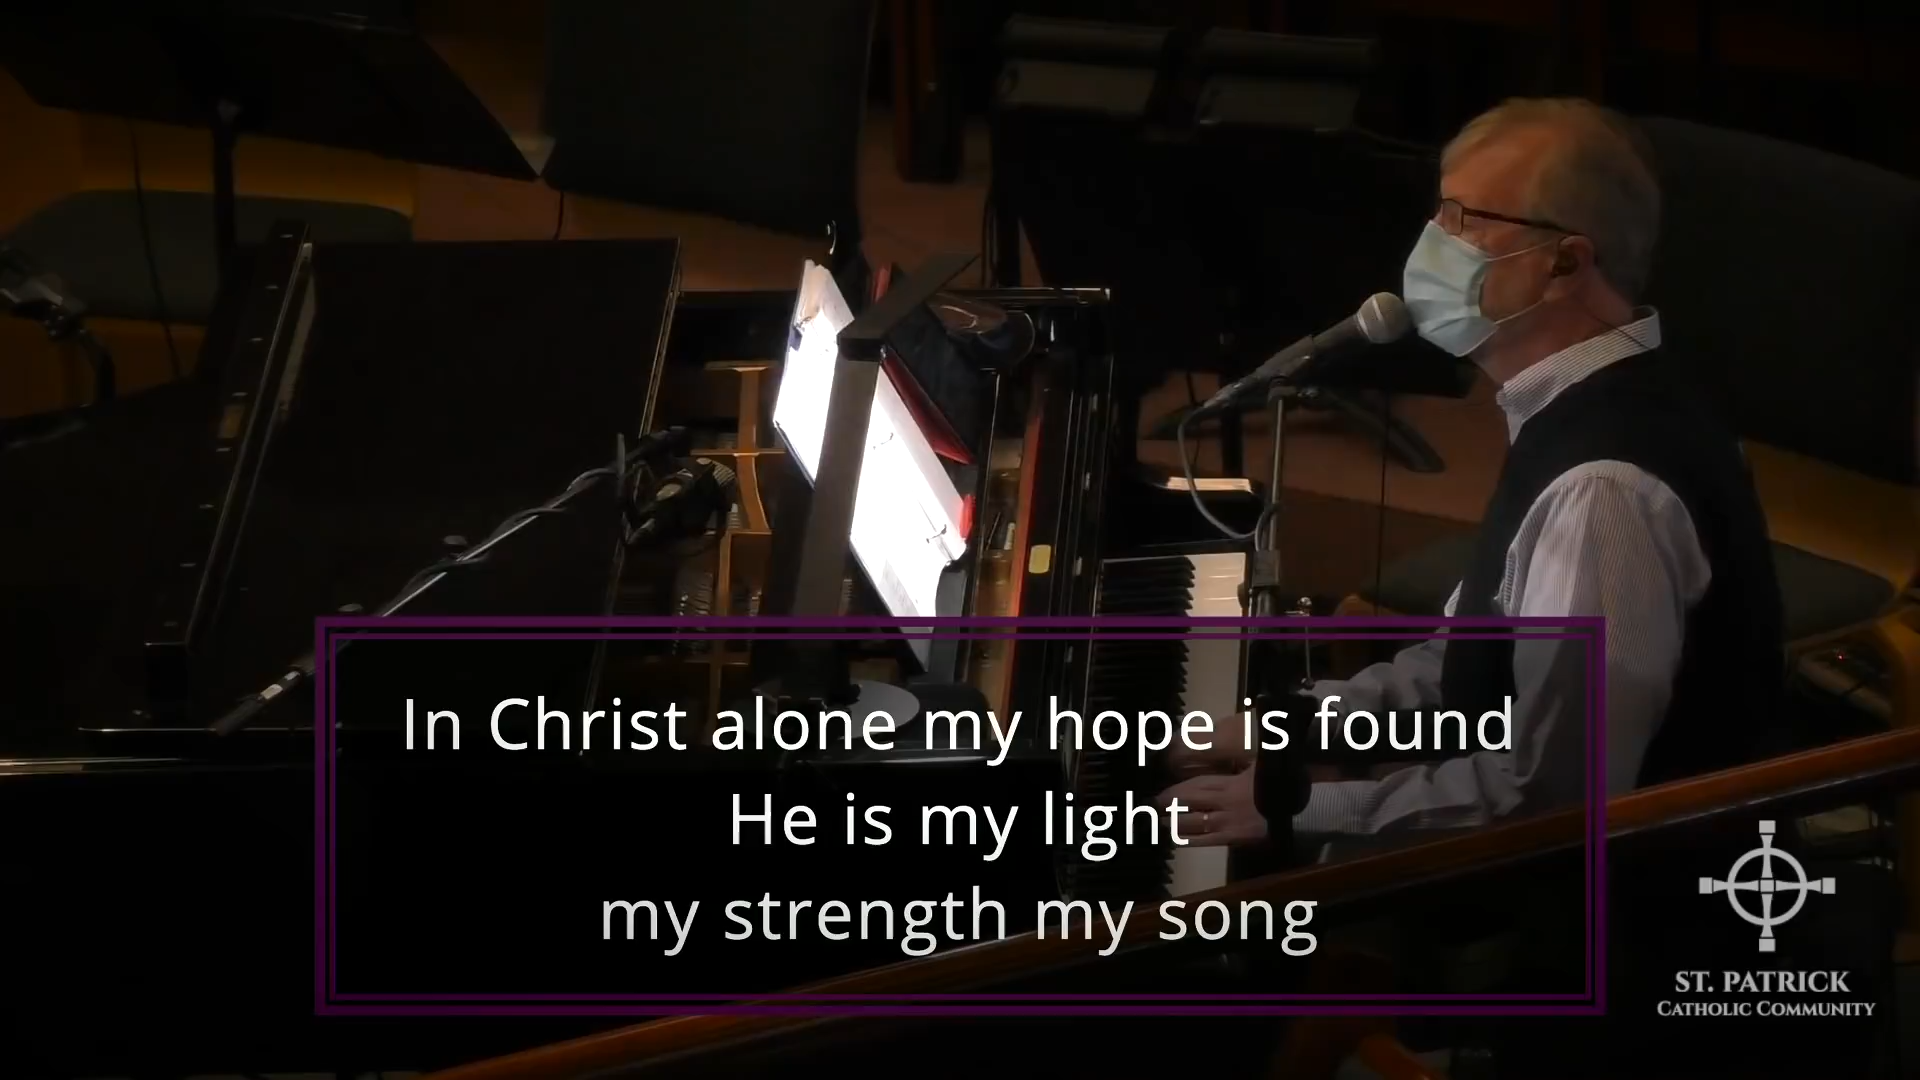 In Christ alone my hope is found
He is my light
my strength my song
ST. PATRICK
CATHOLIC COMMUNITY